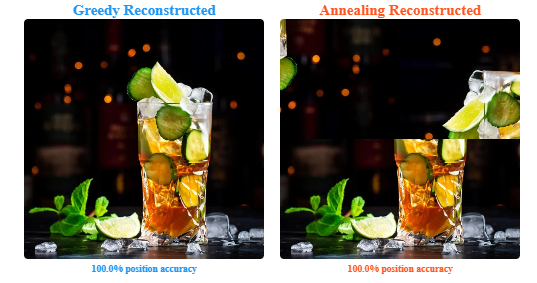 Greedy Reconstructed
Annealing Reconstructed
100.0% position accuracy
100.0% position accuracy